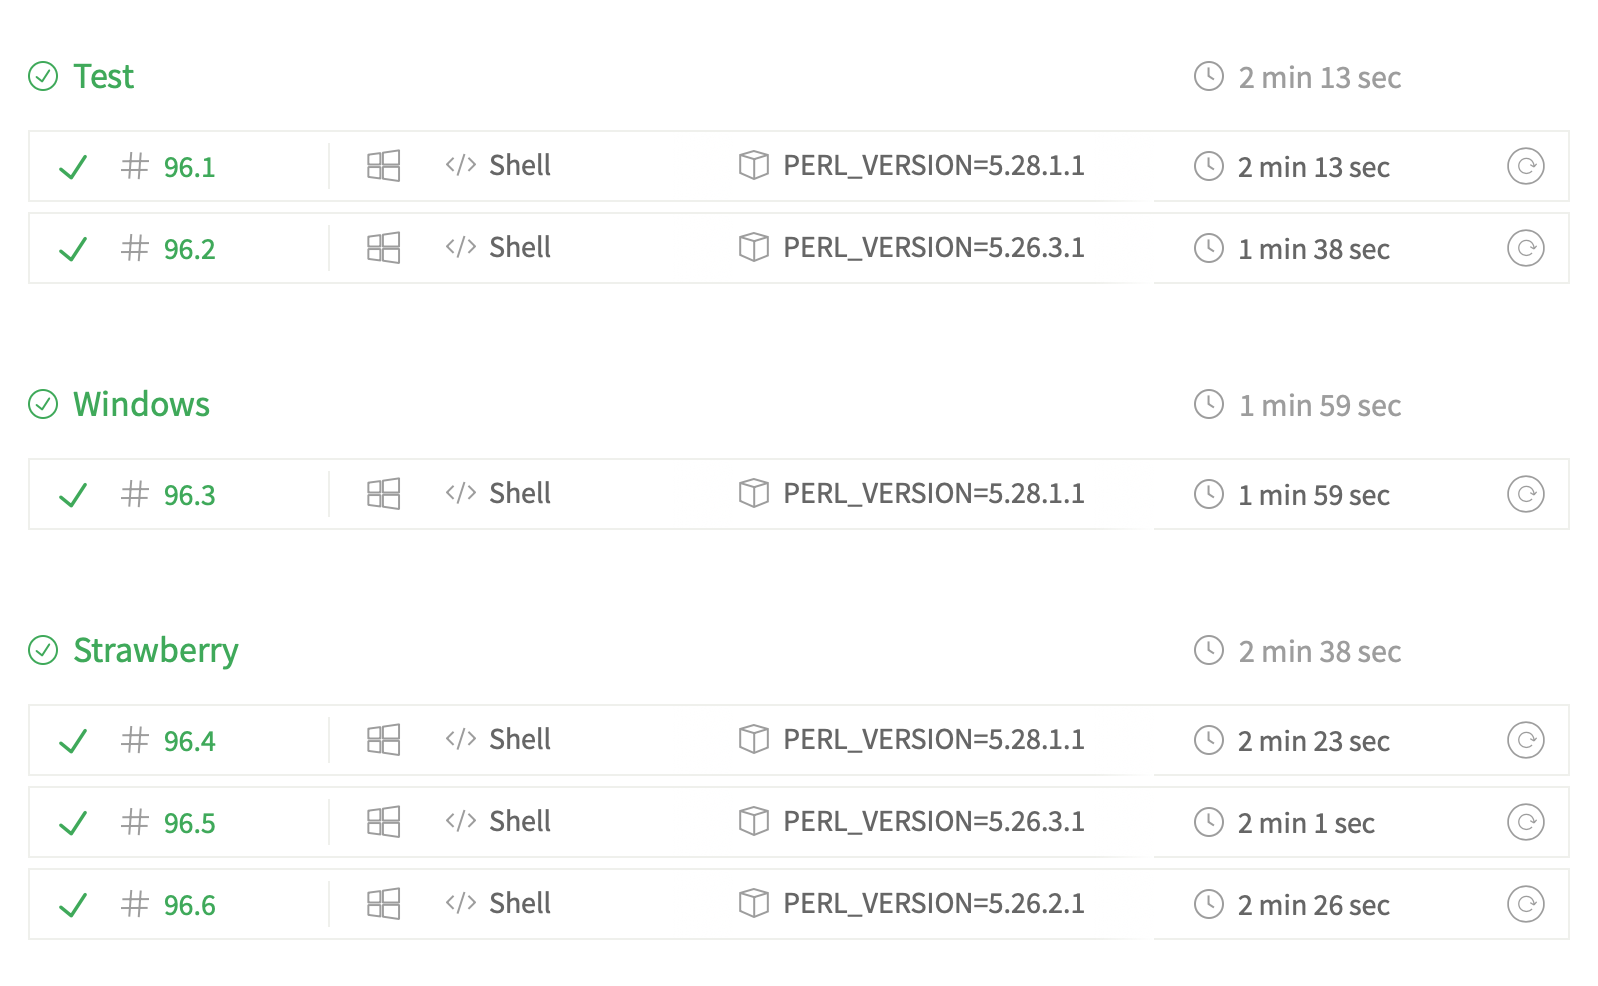 Test 2 min 13 sec
# 96.1 </> Shell PERL_VERSION=5.28.1.1 2 min 13 sec
# 96.2 </> Shell PERL_VERSION=5.26.3.1 1 min 38 sec
Windows 1 min 59 sec
# 96.3 </> Shell PERL_VERSION=5.28.1.1 1 min 59 sec
Strawberry 2 min 38 sec
# 96.4 </> Shell PERL_VERSION=5.28.1.1 2 min 23 sec
# 96.5 </> Shell PERL_VERSION=5.26.3.1 2 min 1 sec
# 96.6 </> Shell PERL_VERSION=5.26.2.1 2 min 26 sec